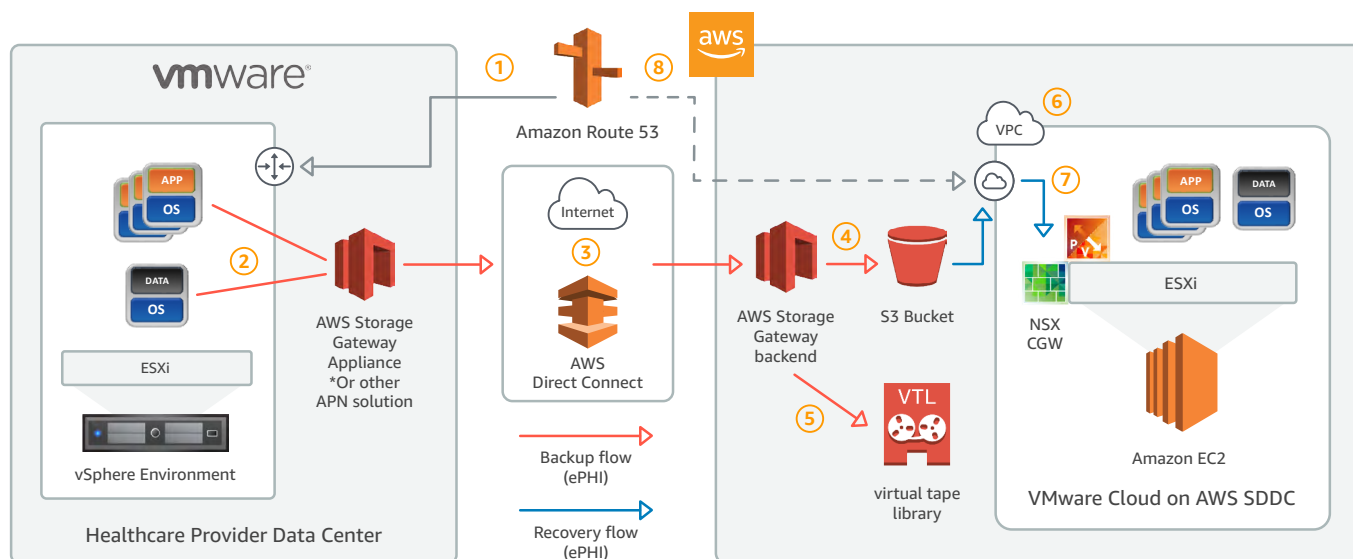 vmware®
APP
OS
DATA
OS
ESXi
vSphere Environment
Healthcare Provider Data Center
2
AWS Storage
Gateway
Appliance
*Or other
APN solution
1
8
Amazon Route 53
Internet
3
AWS
Direct Connect
Backup flow
(ePHI)
Recovery flow
(ePHI)
aws
AWS Storage
Gateway
backend
4
S3 Bucket
5
VTL
virtual tape
library
VPC
6
7
P V
NSX
CGW
APP
OS
DATA
OS
ESXi
Amazon EC2
VMware Cloud on AWS SDDC